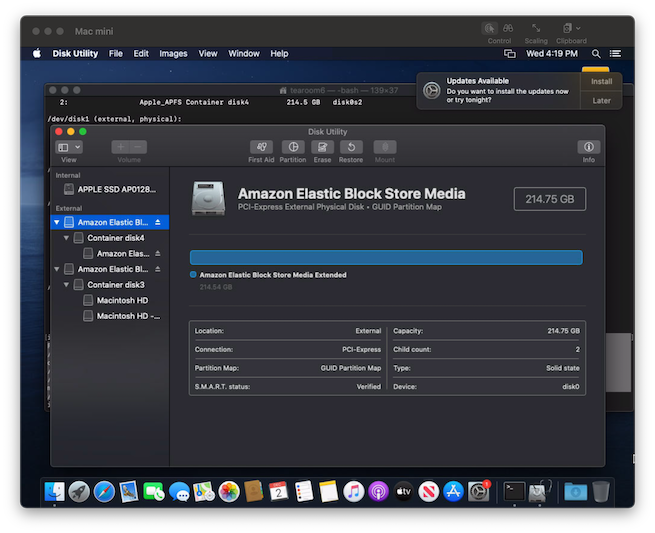 Mac mini
Control Scaling Clipboard
Disk Utility File Edit Images View Window Help
Wed 4:19 PM
tearoom6 — -bash — 139×37
2: Apple_APFS Container disk4 214.5 GB disk0s2
/dev/disk1 (external, physical):
Updates Available
Do you want to install the updates now
or try tonight?
Install
Later
Disk Utility
View
Volume
First Aid Partition Erase Restore Mount
Info
Internal
APPLE SSD AP0128...
External
Amazon Elastic Bl...
Container disk4
Amazon Elas...
Amazon Elastic Bl...
Container disk3
Macintosh HD
Macintosh HD -...
Amazon Elastic Block Store Media
PCI-Express External Physical Disk • GUID Partition Map
214.75 GB
Amazon Elastic Block Store Media Extended
214.54 GB
Location: External
Capacity: 214.75 GB
Connection: PCI-Express
Child count: 2
Partition Map: GUID Partition Map
Type: Solid state
S.M.A.R.T. status: Verified
Device: disk0
2
tv
1